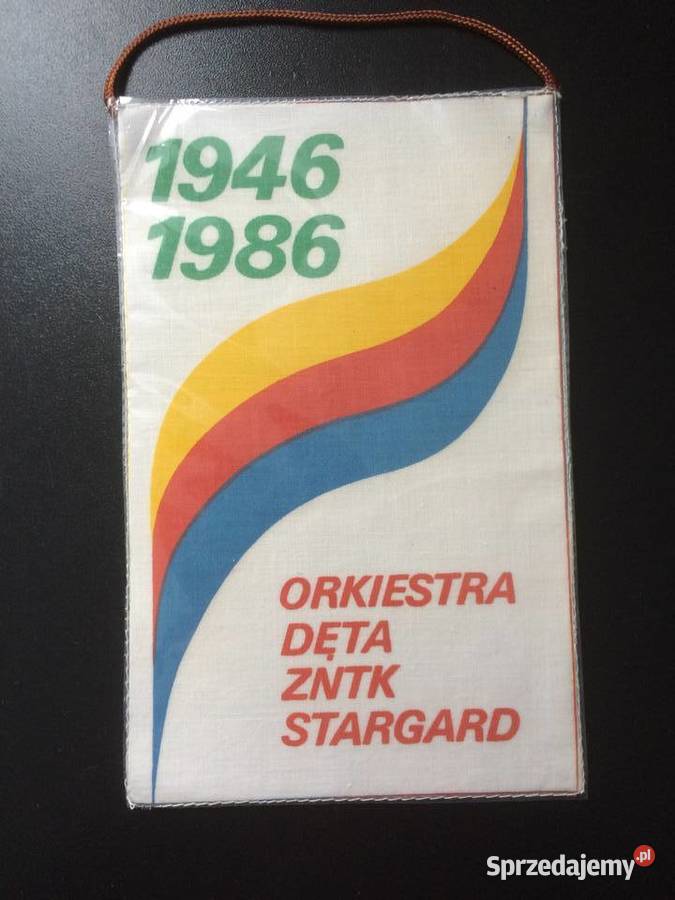 1946
1986
ORKIESTRA
DĘTA
ZNTK
STARGARD
Sprzedajemy.pl